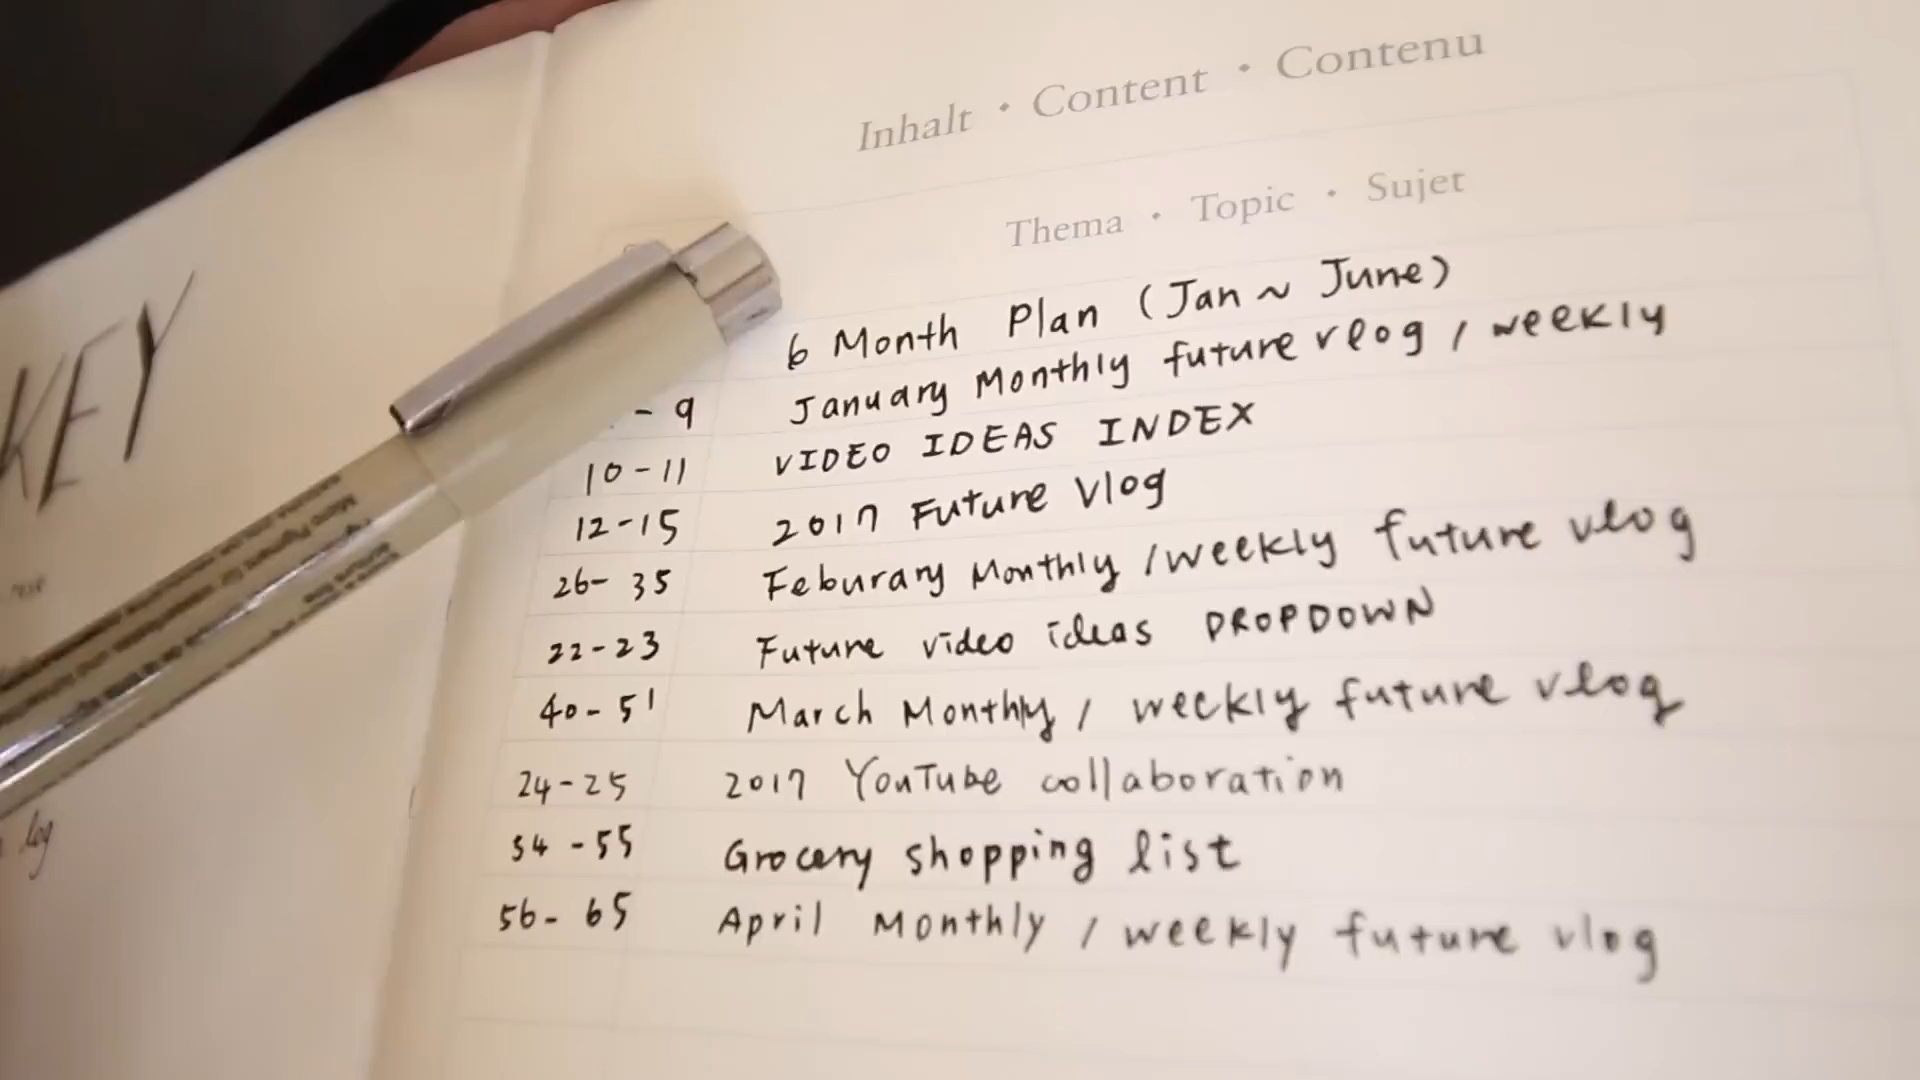 KEY
log
Inhalt · Content · Contenu
Thema · Topic · Sujet
6 Month Plan (Jan ~ June)
- 9 January Monthly future vlog / weekly
10-11 VIDEO IDEAS INDEX
12-15 2017 Future Vlog
26- 35 Feburary Monthly /weekly future vlog
22-23 Future video ideas DROPDOWN
40-51 March Monthly / weekly future vlog
24-25 2017 YouTube collaboration
54-55 Grocery shopping list
56- 65 April Monthly / weekly future vlog